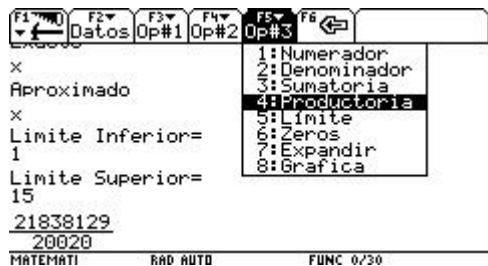 F1 F2 F3 F4 F5 F6
Datos Op#1 Op#2 Op#3
x
Aproximado
x
Limite Inferior=
1
Limite Superior=
15
21838129
20020
1:Numerador
2:Denominador
3:Sumatoria
4:Productoria
5:Límite
6:Zeros
7:Expandir
8:Grafica
MATEMATI RAD AUTO FUNC 0/30